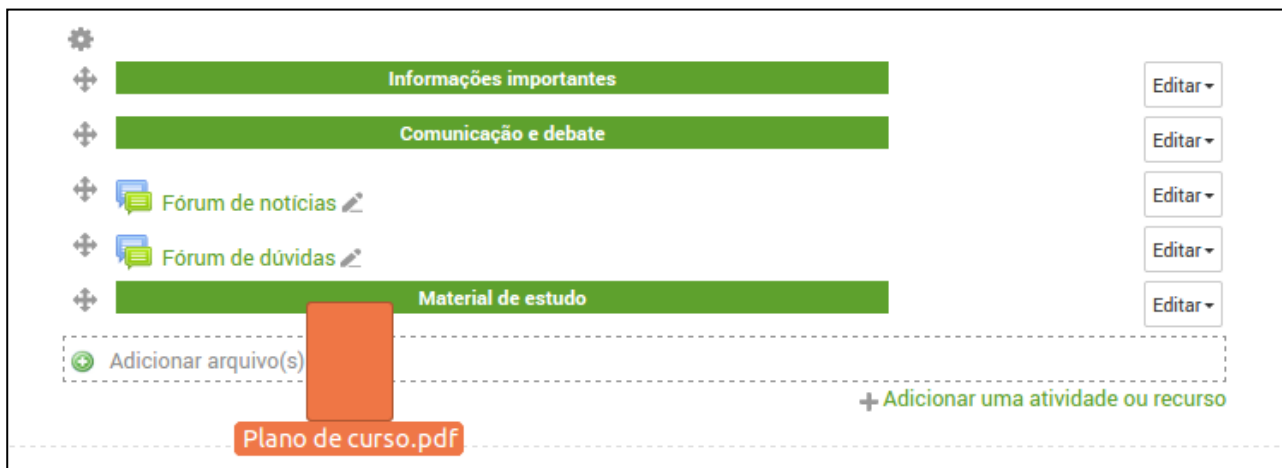 Informações importantes
Editar
Comunicação e debate
Editar
Fórum de notícias
Editar
Fórum de dúvidas
Editar
Material de estudo
Editar
Adicionar arquivo(s)
Adicionar uma atividade ou recurso
Plano de curso.pdf